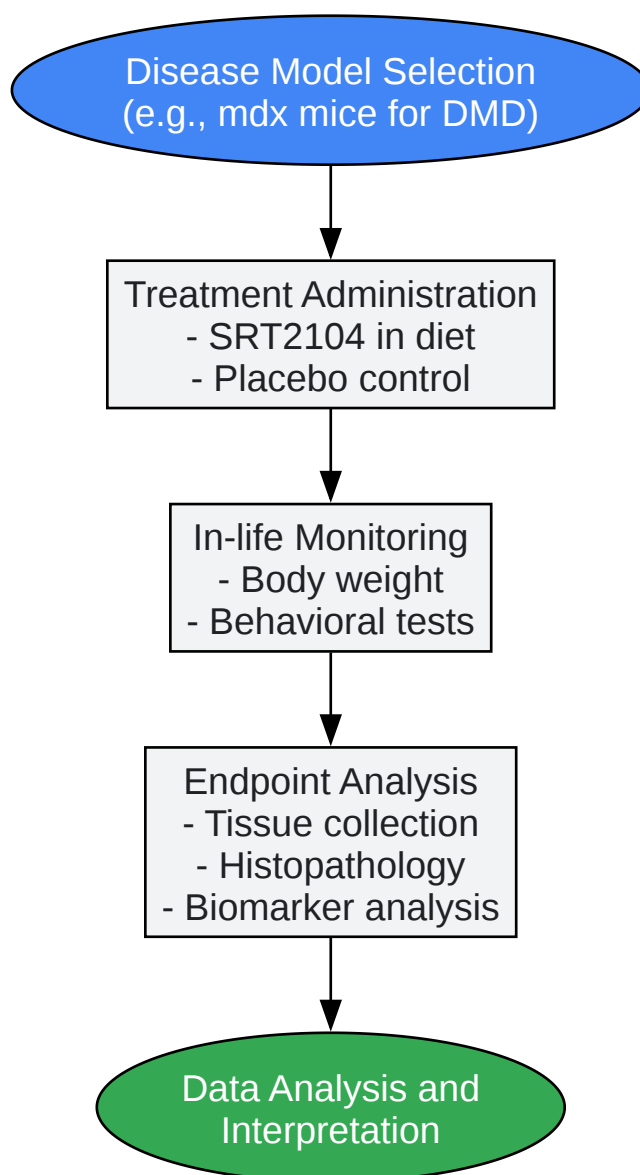 Disease Model Selection
(e.g., mdx mice for DMD)
Treatment Administration
- SRT2104 in diet
- Placebo control
In-life Monitoring
- Body weight
- Behavioral tests
Endpoint Analysis
- Tissue collection
- Histopathology
- Biomarker analysis
Data Analysis and
Interpretation